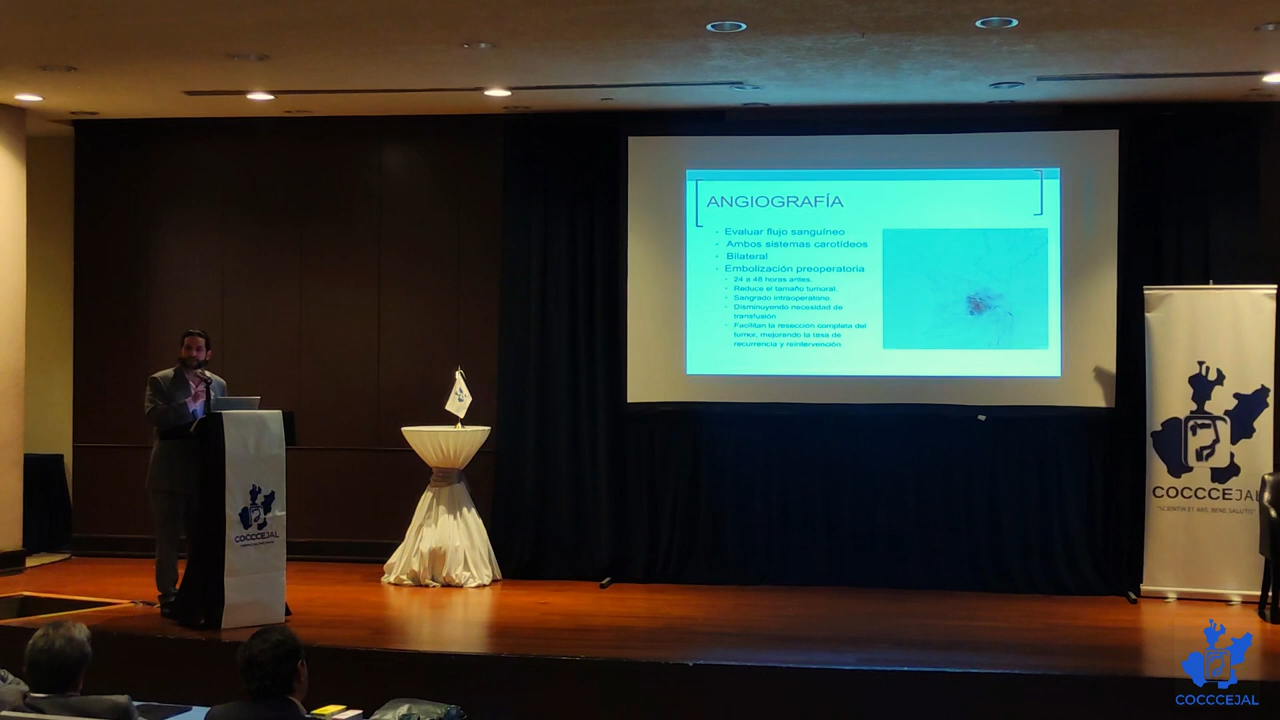 ANGIOGRAFÍA
Evaluar flujo sanguíneo
Ambos sistemas carotídeos
Bilateral
Embolización preoperatoria
24 a 48 horas antes.
Reduce el tamaño tumoral.
Sangrado intraoperatorio.
Disminuyendo necesidad de
transfusión
Facilitan la resección completa del
tumor, mejorando la tasa de
recurrencia y reintervención
COCCCEJAL
COCCCEJAL
COCCCEJAL